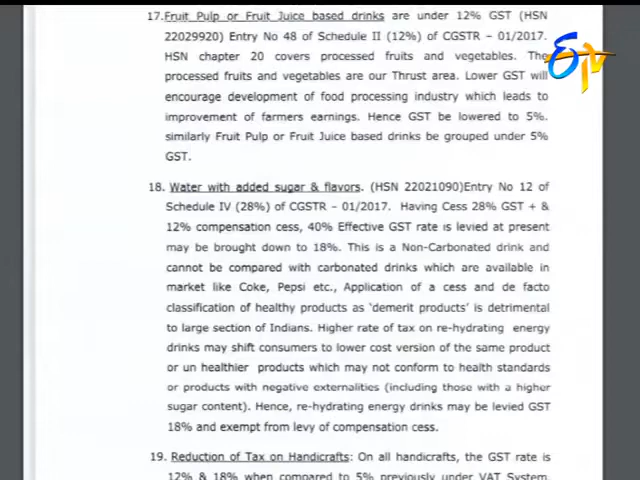 17. Fruit Pulp or Fruit Juice based drinks are under 12% GST (HSN
22029920) Entry No 48 of Schedule II (12%) of CGSTR – 01/2017.
HSN chapter 20 covers processed fruits and vegetables. The
processed fruits and vegetables are our Thrust area. Lower GST will
encourage development of food processing industry which leads to
improvement of farmers earnings. Hence GST be lowered to 5%.
similarly Fruit Pulp or Fruit Juice based drinks be grouped under 5%
GST.
18. Water with added sugar & flavors. (HSN 22021090)Entry No 12 of
Schedule IV (28%) of CGSTR – 01/2017. Having Cess 28% GST + &
12% compensation cess, 40% Effective GST rate is levied at present
may be brought down to 18%. This is a Non-Carbonated drink and
cannot be compared with carbonated drinks which are available in
market like Coke, Pepsi etc., Application of a cess and de facto
classification of healthy products as ‘demerit products’ is detrimental
to large section of Indians. Higher rate of tax on re-hydrating energy
drinks may shift consumers to lower cost version of the same product
or un healthier products which may not conform to health standards
or products with negative externalities (including those with a higher
sugar content). Hence, re-hydrating energy drinks may be levied GST
18% and exempt from levy of compensation cess.
19. Reduction of Tax on Handicrafts: On all handicrafts, the GST rate is
12% & 18% when compared to 5% previously under VAT System.